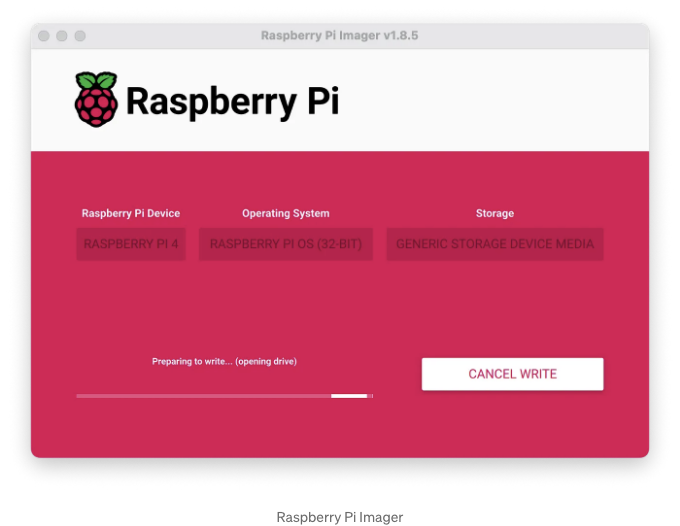 Raspberry Pi Imager v1.8.5
Raspberry Pi
Raspberry Pi Device
Operating System
Storage
RASPBERRY PI 4
RASPBERRY PI OS (32-BIT)
GENERIC STORAGE DEVICE MEDIA
Preparing to write... (opening drive)
CANCEL WRITE
Raspberry Pi Imager